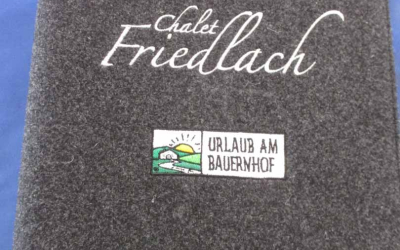 Chalet
Friedlach
URLAUB AM
BAUERNHOF